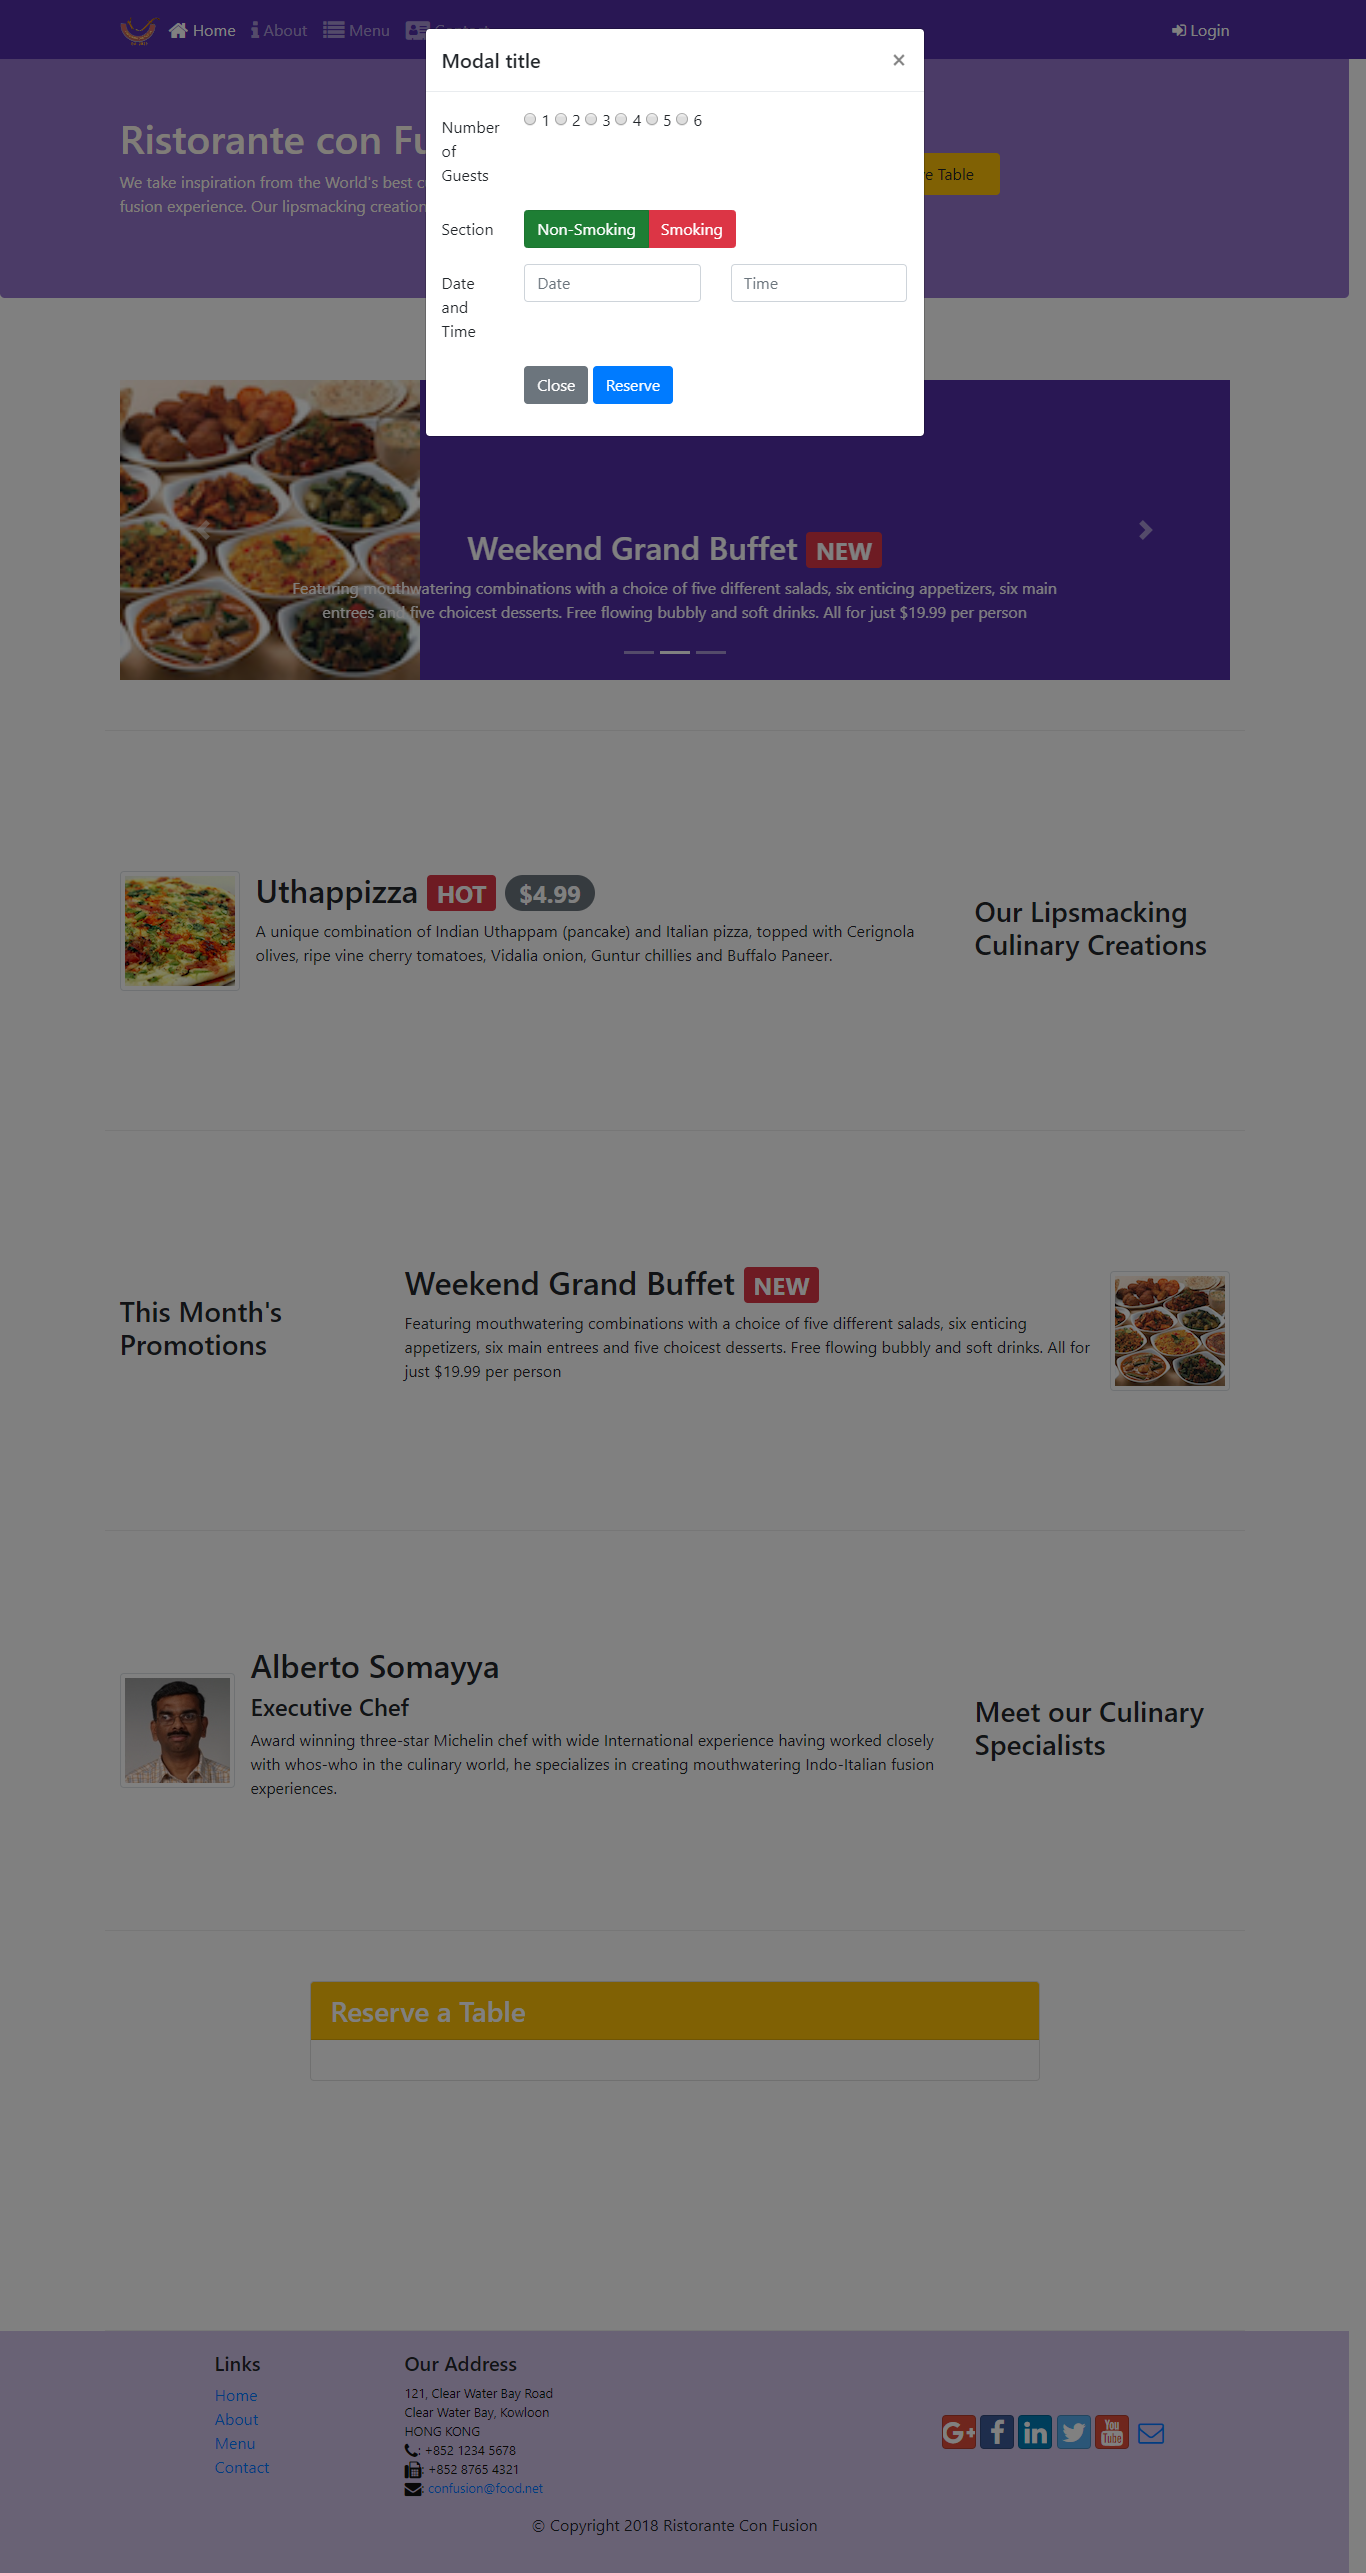 Home About Menu Contact Login
Modal title ×
Number of Guests
1 2 3 4 5 6
Section
Non-Smoking Smoking
Date and Time
Date Time
Close Reserve
Ristorante con Fu
We take inspiration from the World's best c
fusion experience. Our lipsmacking creation
e Table
Weekend Grand Buffet NEW
Featuring mouthwatering combinations with a choice of five different salads, six enticing appetizers, six main
entrees and five choicest desserts. Free flowing bubbly and soft drinks. All for just $19.99 per person
Uthappizza HOT $4.99
A unique combination of Indian Uthappam (pancake) and Italian pizza, topped with Cerignola
olives, ripe vine cherry tomatoes, Vidalia onion, Guntur chillies and Buffalo Paneer.
Our Lipsmacking
Culinary Creations
This Month's
Promotions
Weekend Grand Buffet NEW
Featuring mouthwatering combinations with a choice of five different salads, six enticing
appetizers, six main entrees and five choicest desserts. Free flowing bubbly and soft drinks. All for
just $19.99 per person
Alberto Somayya
Executive Chef
Award winning three-star Michelin chef with wide International experience having worked closely
with whos-who in the culinary world, he specializes in creating mouthwatering Indo-Italian fusion
experiences.
Meet our Culinary
Specialists
Reserve a Table
Links
Home
About
Menu
Contact
Our Address
121, Clear Water Bay Road
Clear Water Bay, Kowloon
HONG KONG
: +852 1234 5678
: +852 8765 4321
: confusion@food.net
G+ f in You Tube
© Copyright 2018 Ristorante Con Fusion